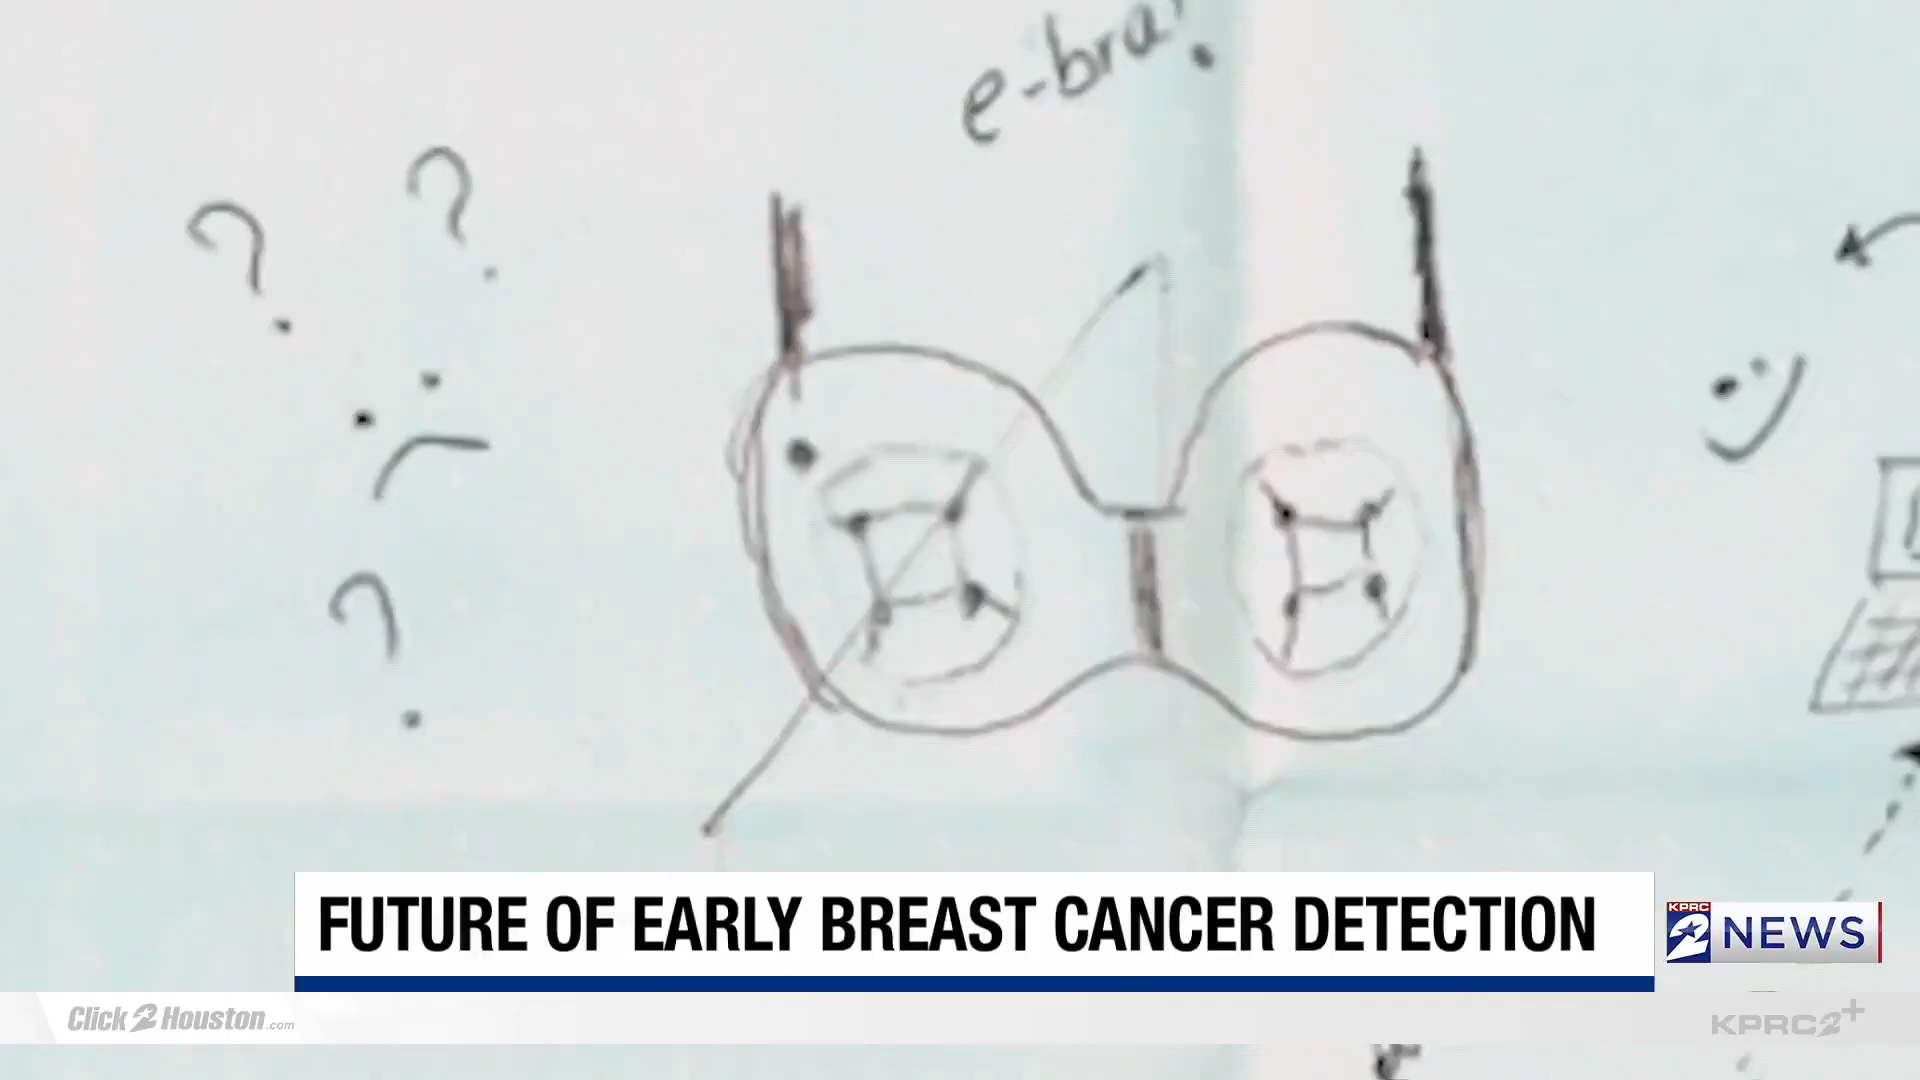 e-bra!
?
?
?
FUTURE OF EARLY BREAST CANCER DETECTION
KPRC
2 NEWS
Click2Houston.com
KPRC2+